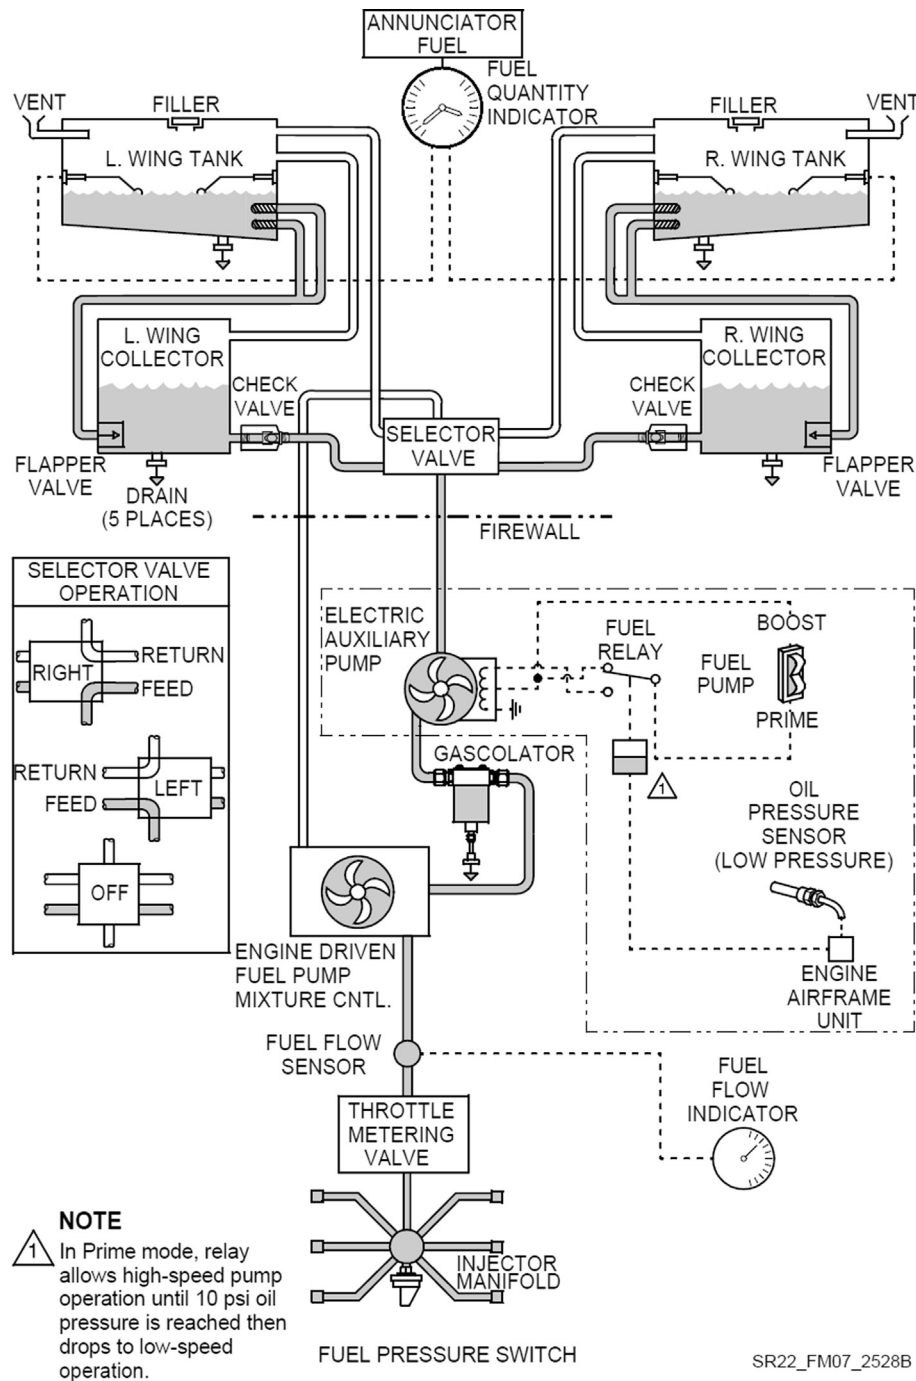 ANNUNCIATOR
FUEL
FUEL
QUANTITY
INDICATOR
VENT
FILLER
L. WING TANK
FILLER
VENT
R. WING TANK
L. WING
COLLECTOR
R. WING
COLLECTOR
CHECK
VALVE
CHECK
VALVE
SELECTOR
VALVE
FLAPPER
VALVE
DRAIN
(5 PLACES)
FLAPPER
VALVE
FIREWALL
SELECTOR VALVE
OPERATION
RIGHT
RETURN
FEED
RETURN
FEED
LEFT
OFF
ELECTRIC
AUXILIARY
PUMP
FUEL
RELAY
BOOST
FUEL
PUMP
PRIME
GASCOLATOR
1
OIL
PRESSURE
SENSOR
(LOW PRESSURE)
ENGINE
AIRFRAME
UNIT
ENGINE DRIVEN
FUEL PUMP
MIXTURE CNTL.
FUEL FLOW
SENSOR
FUEL
FLOW
INDICATOR
THROTTLE
METERING
VALVE
INJECTOR
MANIFOLD
FUEL PRESSURE SWITCH
NOTE
1 In Prime mode, relay
allows high-speed pump
operation until 10 psi oil
pressure is reached then
drops to low-speed
operation.
SR22_FM07_2528B